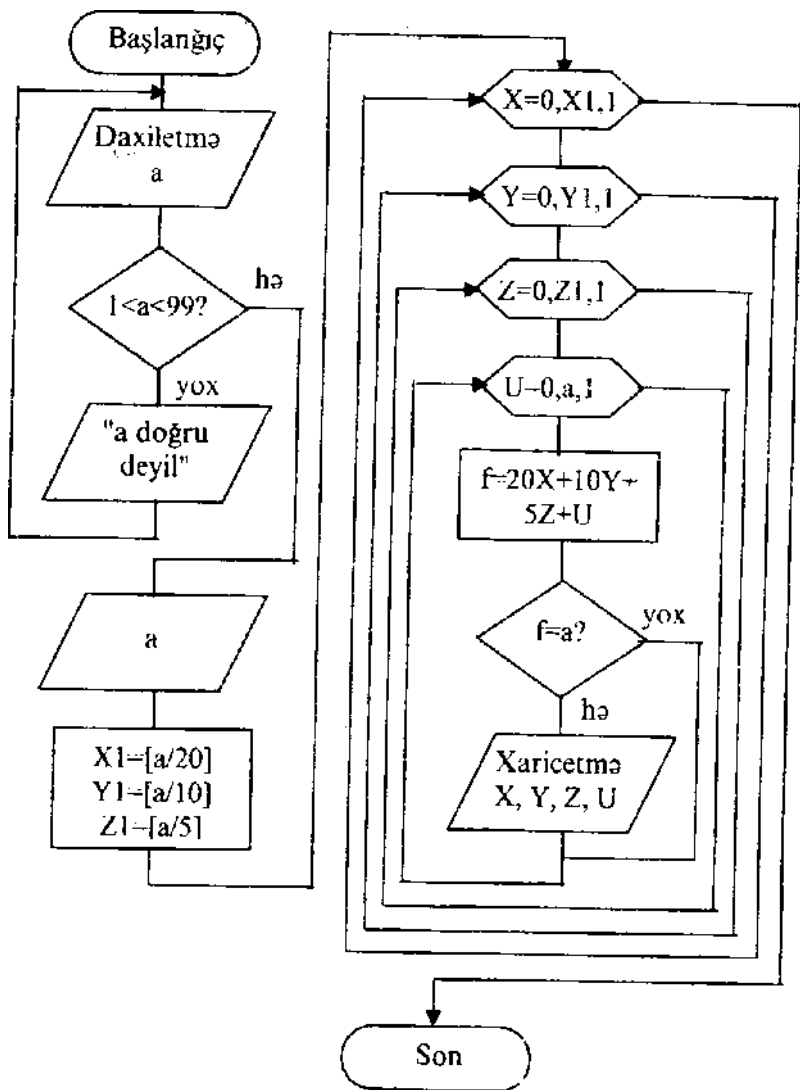 Başlanğıç
Daxiletmə
a
1<a<99?
hə
yox
"a doğru
deyil"
a
X1=[a/20]
Y1=[a/10]
Z1=[a/5]
X=0,X1,1
Y=0,Y1,1
Z=0,Z1,1
U=0,a,1
f=20X+10Y+
5Z+U
f=a?
yox
hə
Xaricetmə
X, Y, Z, U
Son